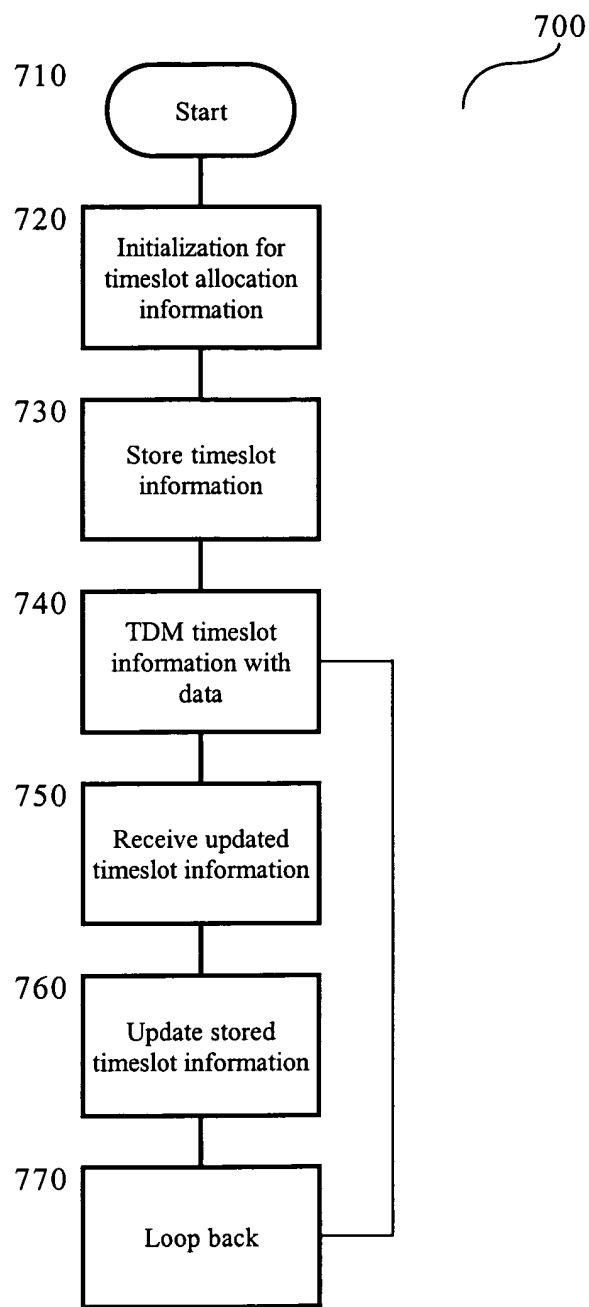 700
710
Start
720
Initialization for
timeslot allocation
information
730
Store timeslot
information
740
TDM timeslot
information with
data
750
Receive updated
timeslot information
760
Update stored
timeslot information
770
Loop back